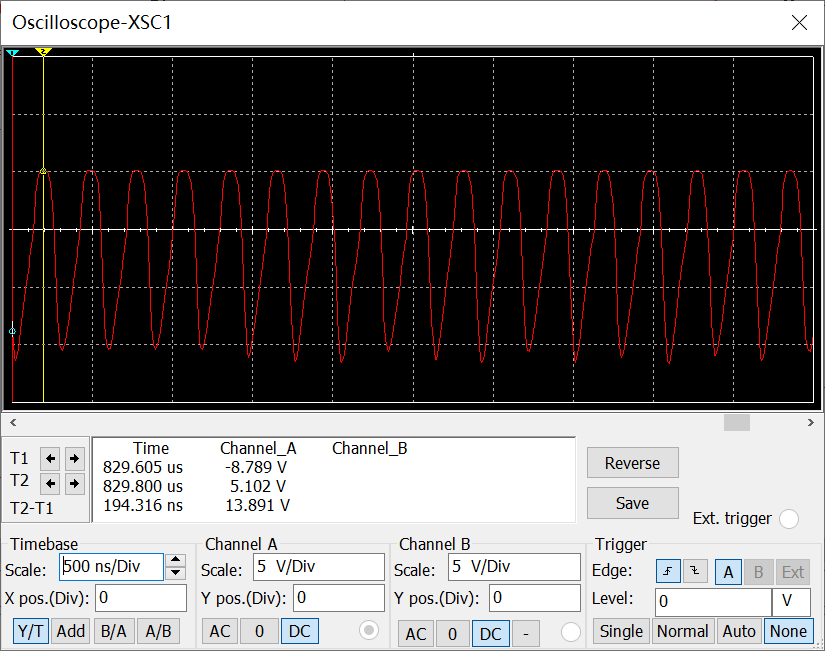 Oscilloscope-XSC1
1
2
Time Channel_A Channel_B
T1 829.605 us -8.789 V
T2 829.800 us 5.102 V
T2-T1 194.316 ns 13.891 V
Reverse
Save
Ext. trigger
Timebase
Scale: 500 ns/Div
X pos.(Div): 0
Y/T Add B/A A/B
Channel A
Scale: 5 V/Div
Y pos.(Div): 0
AC 0 DC
Channel B
Scale: 5 V/Div
Y pos.(Div): 0
AC 0 DC -
Trigger
Edge: A B Ext
Level: 0 V
Single Normal Auto None